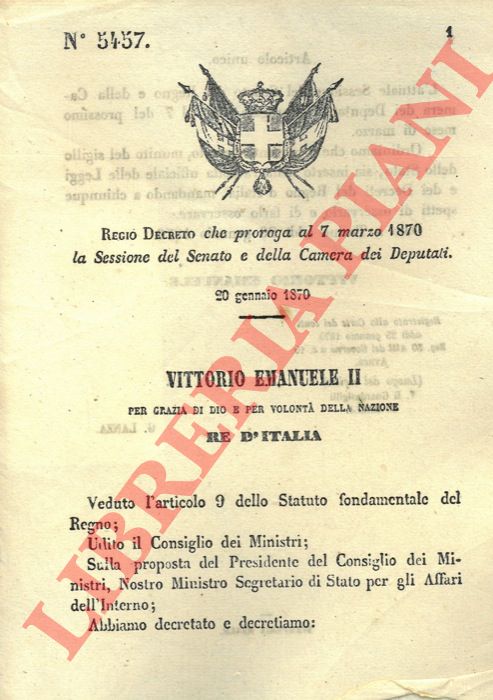 N° 5457.
1
REGIO DECRETO che proroga al 7 marzo 1870
la Sessione del Senato e della Camera dei Deputati.
20 gennaio 1870
VITTORIO EMANUELE II
PER GRAZIA DI DIO E PER VOLONTÀ DELLA NAZIONE
RE D'ITALIA
Veduto l'articolo 9 dello Statuto fondamentale del
Regno;
Udito il Consiglio dei Ministri;
Sulla proposta del Presidente del Consiglio dei Mi-
nistri, Nostro Ministro Segretario di Stato per gli Affari
dell'Interno;
Abbiamo decretato e decretiamo:
LIBRERIA PIANI